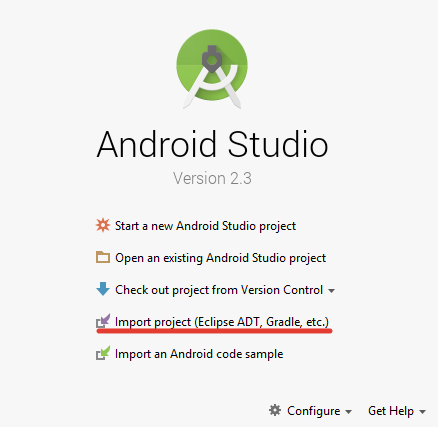 Android Studio
Version 2.3
Start a new Android Studio project
Open an existing Android Studio project
Check out project from Version Control
Import project (Eclipse ADT, Gradle, etc.)
Import an Android code sample
Configure Get Help